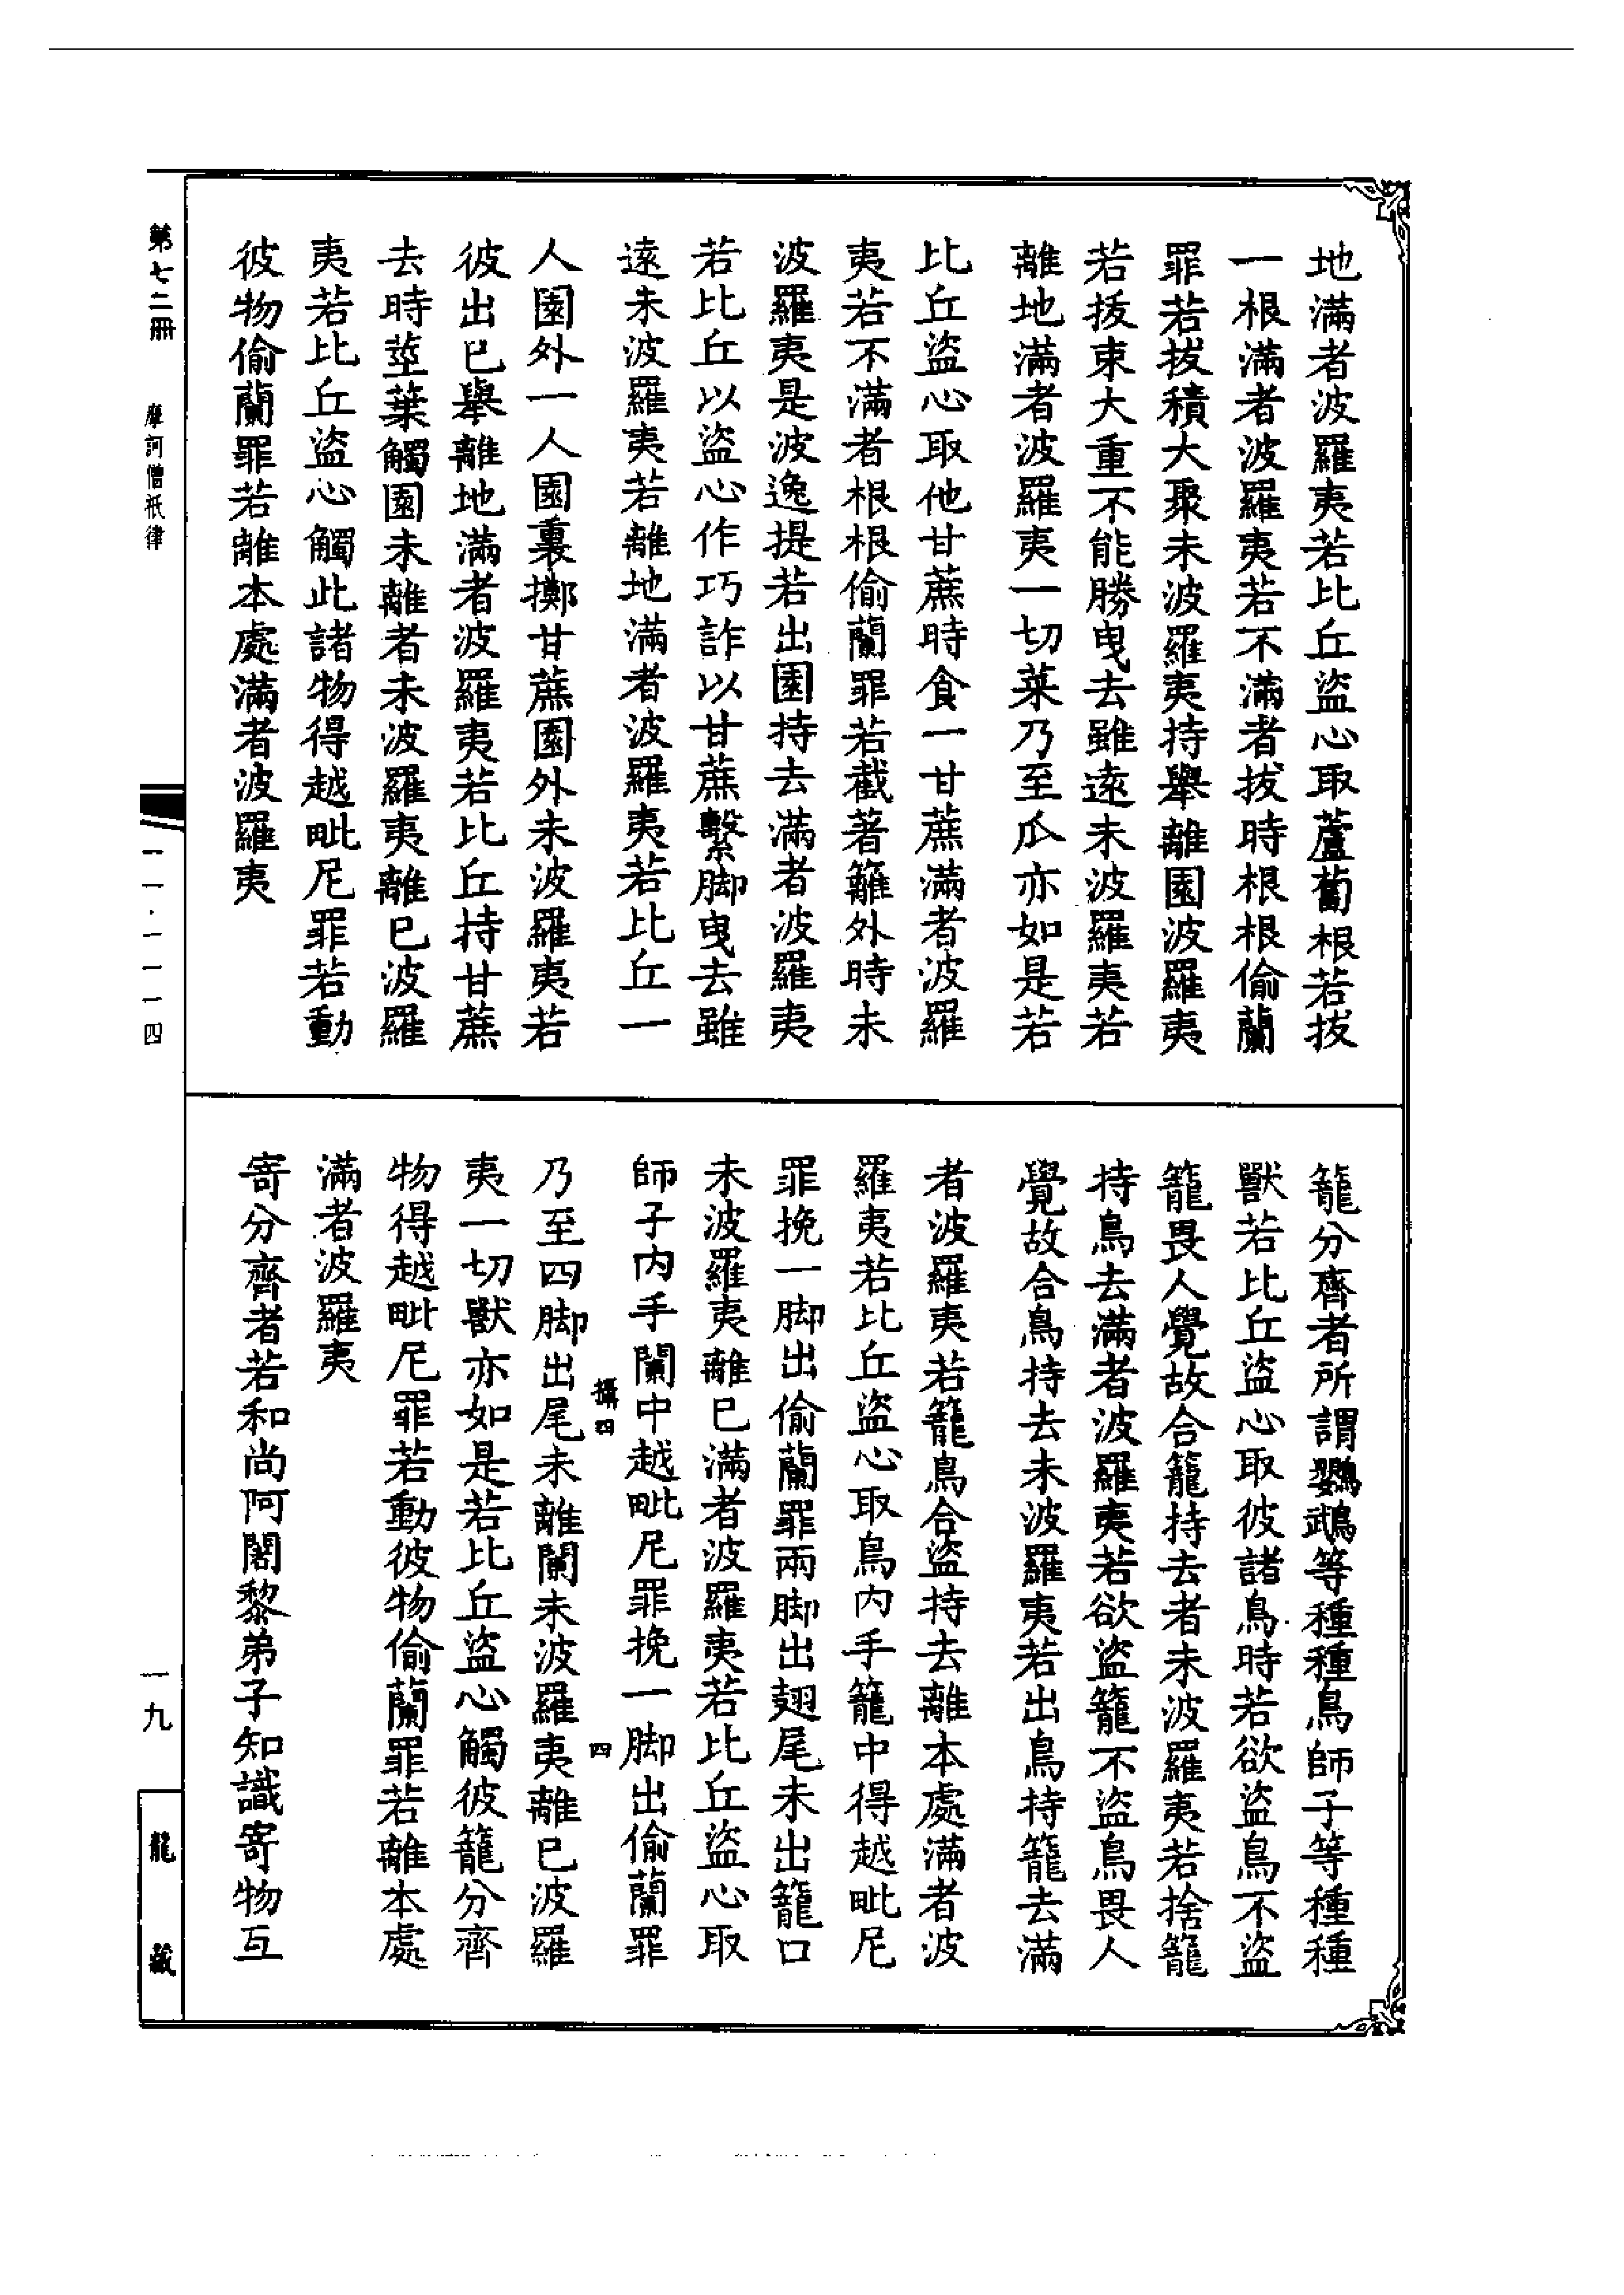 地滿者波羅夷若比丘盜心取蘆蔔根若拔
一根滿者波羅夷若不滿者拔時根根偷蘭
罪若拔積大聚未波羅夷持舉離園波羅夷
若拔束大重不能勝曳去雖遠未波羅夷若
離地滿者波羅夷一切菜乃至瓜亦如是若
比丘盜心取他甘蔗時食一甘蔗滿者波羅
夷若不滿者根根偷蘭罪若截著籬外時未
波羅夷是波逸提若出園持去滿者波羅夷
若比丘以盜心作巧詐以甘蔗繫脚曳去雖
遠未波羅夷若離地滿者波羅夷若比丘一
人園外一人園裏擲甘蔗園外未波羅夷若
彼出已舉離地滿者波羅夷若比丘持甘蔗
去時莖葉觸園未離者未波羅夷離已波羅
夷若比丘盜心觸此諸物得越毗尼罪若動
彼物偷蘭罪若離本處滿者波羅夷
籠分齊者所謂鸚鵡等種種鳥師子等種種
獸若比丘盜心取彼諸鳥時若欲盜鳥不盜
籠畏人覺故合籠持去者未波羅夷若捨籠
持鳥去滿者波羅夷若欲盜籠不盜鳥畏人
覺故合鳥持去未波羅夷若出鳥持籠去滿
者波羅夷若籠鳥合盜持去離本處滿者波
羅夷若比丘盜心取鳥內手籠中得越毗尼
罪挽一脚出偷蘭罪兩脚出翅尾未出籠口
未波羅夷離已滿者波羅夷若比丘盜心取
師子內手闌中越毗尼罪挽一脚出偷蘭罪
攝四 四
乃至四脚出尾未離闌未波羅夷離已波羅
夷一切獸亦如是若比丘盜心觸彼籠分齊
物得越毗尼罪若動彼物偷蘭罪若離本處
滿者波羅夷
寄分齊者若和尚阿闍黎弟子知識寄物互
第七二冊 摩訶僧祇律
一一·一一一四
一九
龍藏